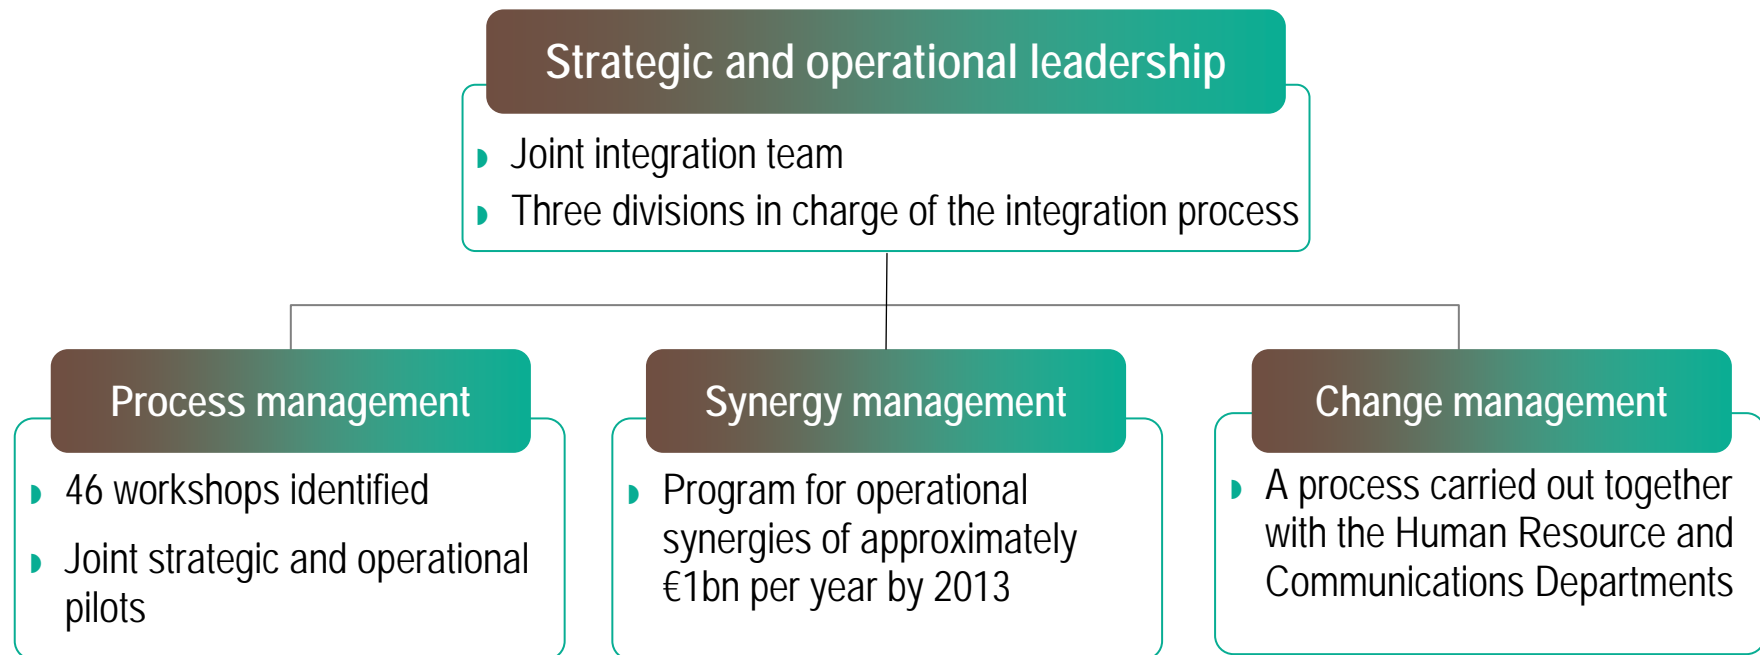 Strategic and operational leadership
Joint integration team
Three divisions in charge of the integration process
Process management
46 workshops identified
Joint strategic and operational
pilots
Synergy management
Program for operational
synergies of approximately
€1bn per year by 2013
Change management
A process carried out together
with the Human Resource and
Communications Departments